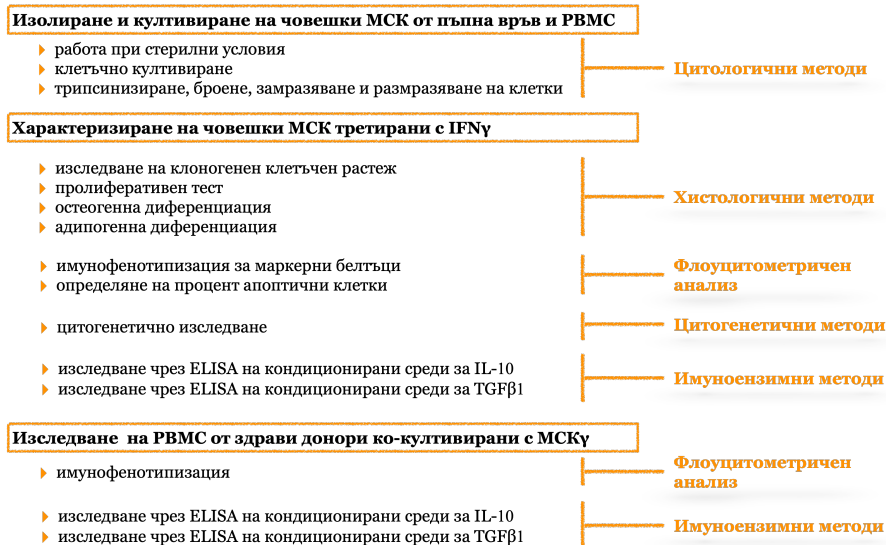 Изолиране и култивиране на човешки МСК от пъпна връв и PBMC
работа при стерилни условия
клетъчно култивиране
трипсинизиране, броене, замразяване и размразяване на клетки
Цитологични методи
Характеризиране на човешки МСК третирани с IFNγ
изследване на клоногенен клетъчен растеж
пролиферативен тест
остеогенна диференциация
адипогенна диференциация
Хистологични методи
имунофенотипизация за маркерни белтъци
определяне на процент апоптични клетки
Флоуцитометричен
анализ
цитогенетично изследване
Цитогенетични методи
изследване чрез ELISA на кондиционирани среди за IL-10
изследване чрез ELISA на кондиционирани среди за TGFβ1
Имуноензимни методи
Изследване на PBMC от здрави донори ко-култивирани с МСКγ
имунофенотипизация
Флоуцитометричен
анализ
изследване чрез ELISA на кондиционирани среди за IL-10
изследване чрез ELISA на кондиционирани среди за TGFβ1
Имуноензимни методи